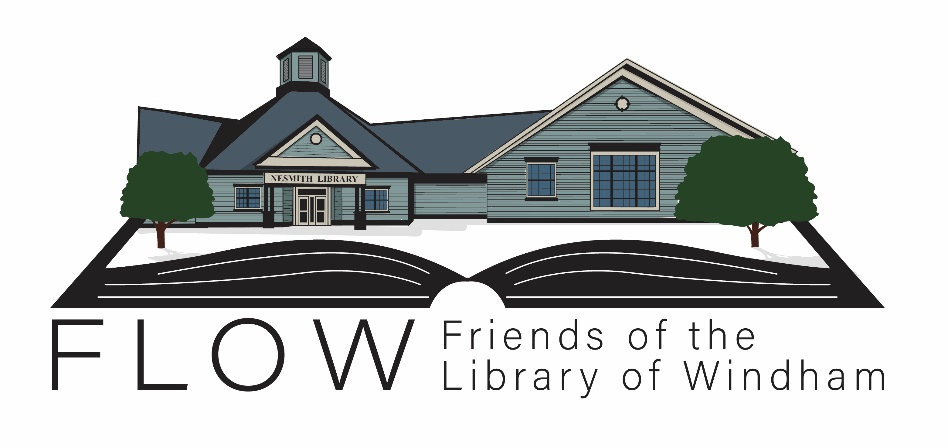 NESMITH LIBRARY
FLOW
Friends of the
Library of Windham